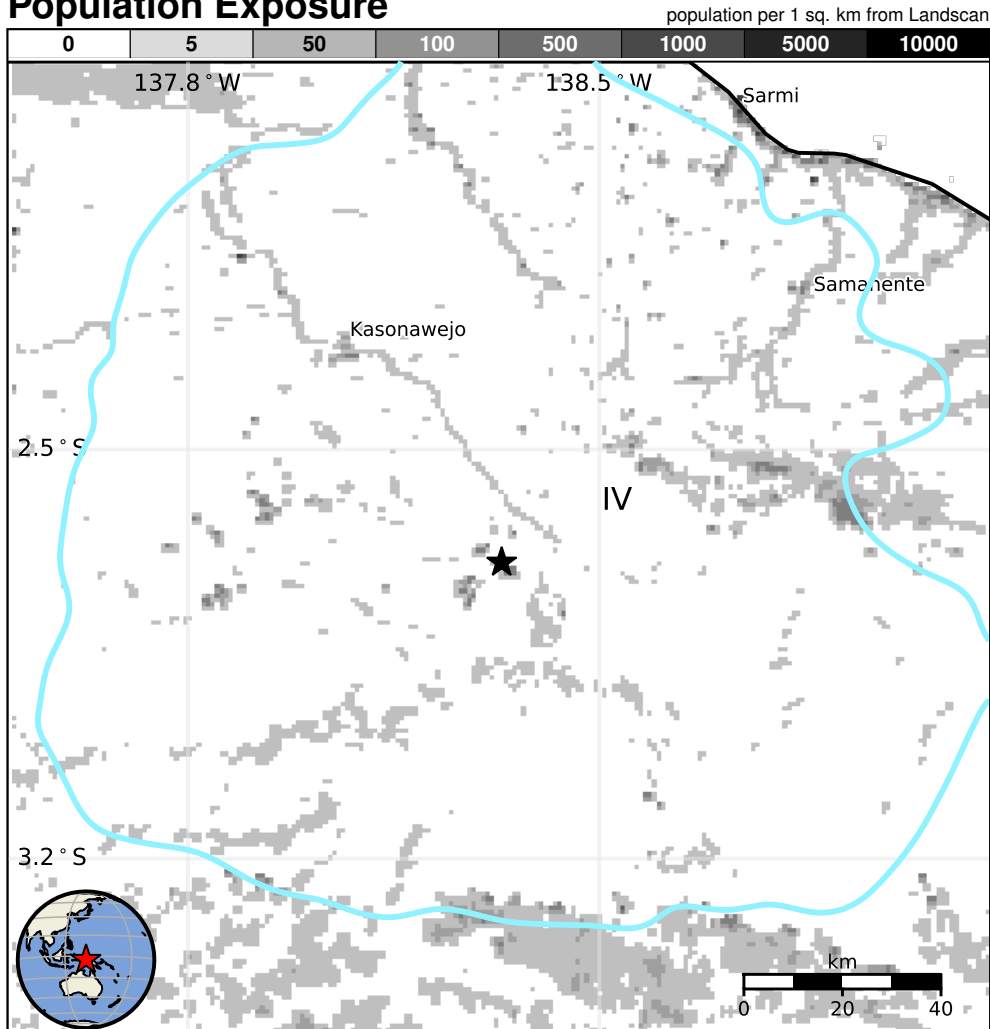 Population Exposure
population per 1 sq. km from Landscan
0 5 50 100 500 1000 5000 10000
137.8°W 138.5°W
Sarmi
Samanente
Kasonawejo
2.5°S
IV
3.2°S
km
0 20 40